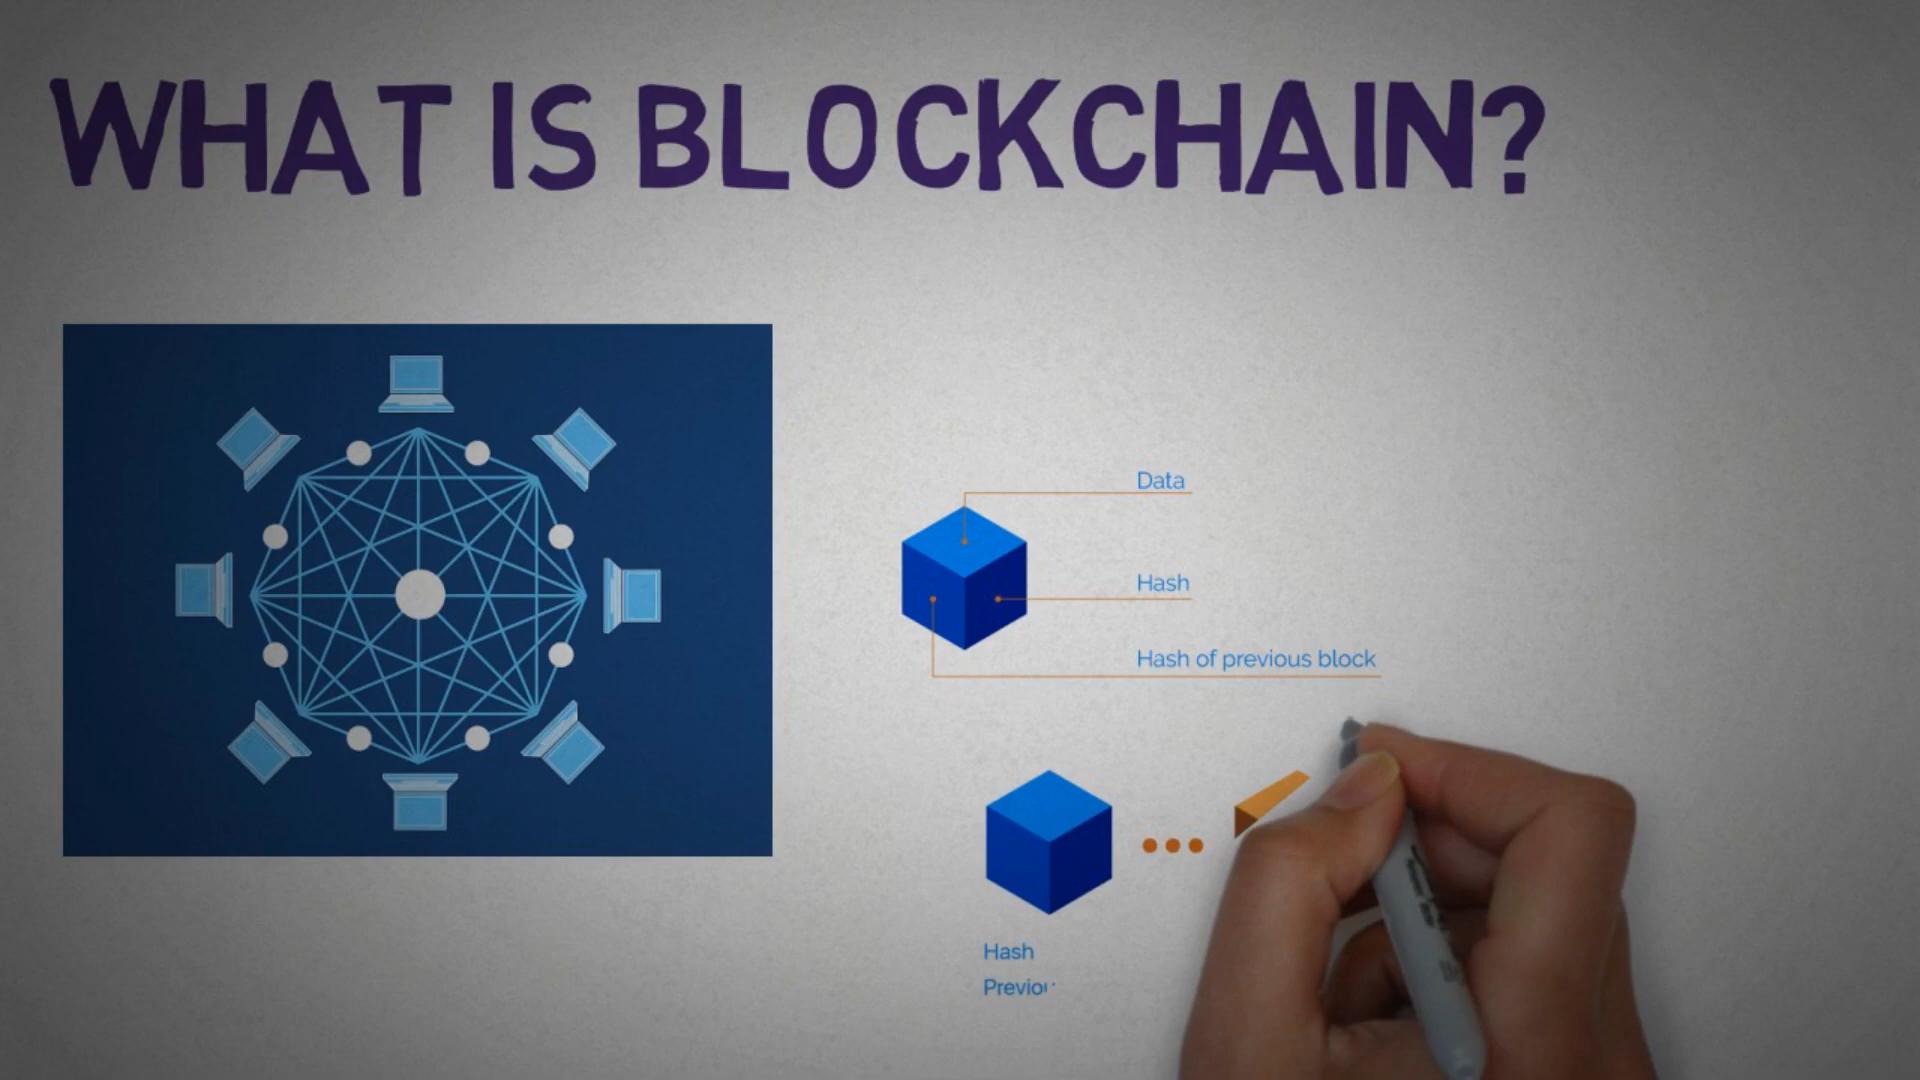 WHAT IS BLOCKCHAIN?
Data
Hash
Hash of previous block
Hash